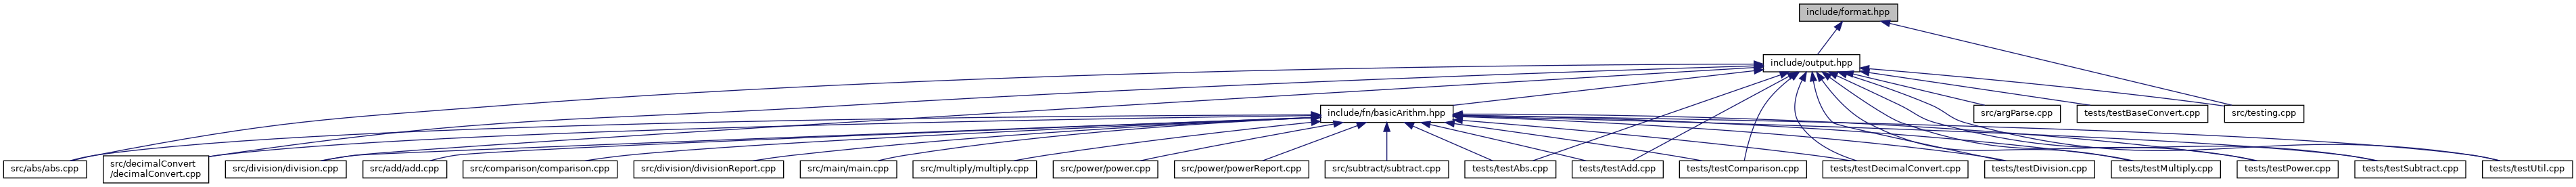 include/format.hpp
include/output.hpp
include/fn/basicArithm.hpp
src/argParse.cpp
tests/testBaseConvert.cpp
src/testing.cpp
src/abs/abs.cpp
src/decimalConvert
/decimalConvert.cpp
src/division/division.cpp
src/add/add.cpp
src/comparison/comparison.cpp
src/division/divisionReport.cpp
src/main/main.cpp
src/multiply/multiply.cpp
src/power/power.cpp
src/power/powerReport.cpp
src/subtract/subtract.cpp
tests/testAbs.cpp
tests/testAdd.cpp
tests/testComparison.cpp
tests/testDecimalConvert.cpp
tests/testDivision.cpp
tests/testMultiply.cpp
tests/testPower.cpp
tests/testSubtract.cpp
tests/testUtil.cpp